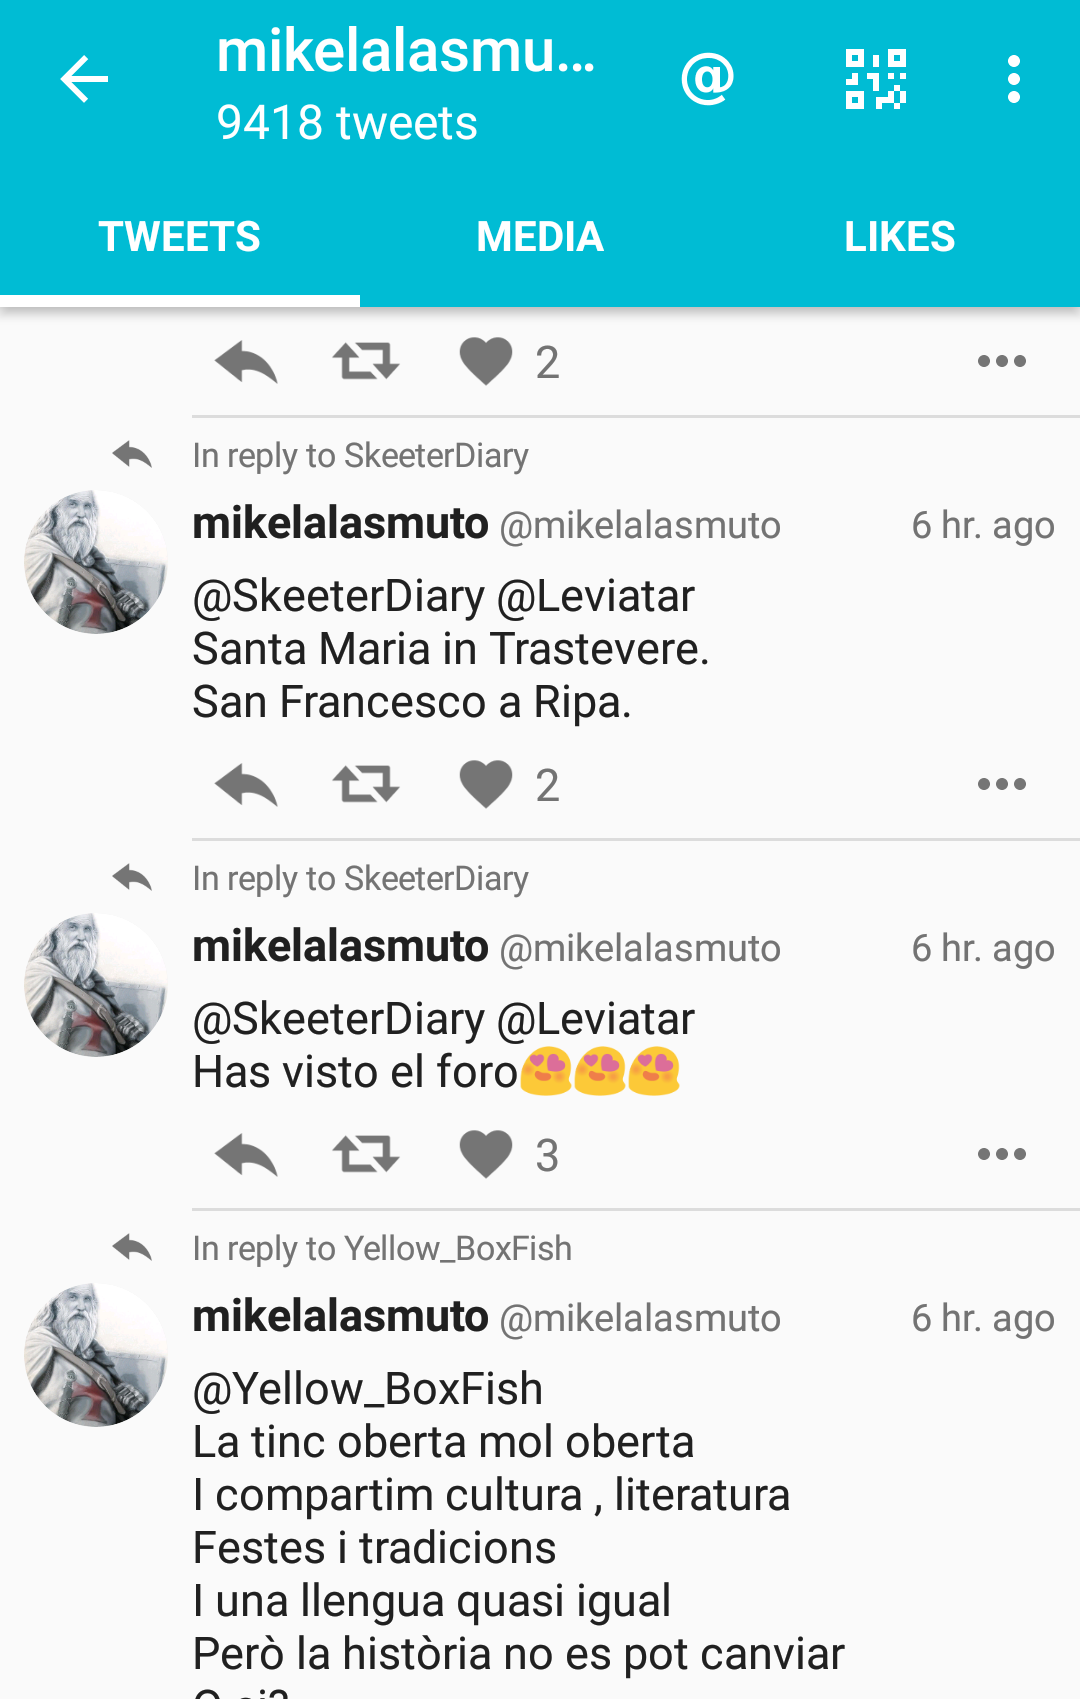 mikelalasmu...
9418 tweets
TWEETS
MEDIA
LIKES
2
In reply to SkeeterDiary
mikelalasmuto @mikelalasmuto 6 hr. ago
@SkeeterDiary @Leviatar
Santa Maria in Trastevere.
San Francesco a Ripa.
2
In reply to SkeeterDiary
mikelalasmuto @mikelalasmuto 6 hr. ago
@SkeeterDiary @Leviatar
Has visto el foro😍😍😍
3
In reply to Yellow_BoxFish
mikelalasmuto @mikelalasmuto 6 hr. ago
@Yellow_BoxFish
La tinc oberta mol oberta
I compartim cultura , literatura
Festes i tradicions
I una llengua quasi igual
Però la història no es pot canviar
O si?